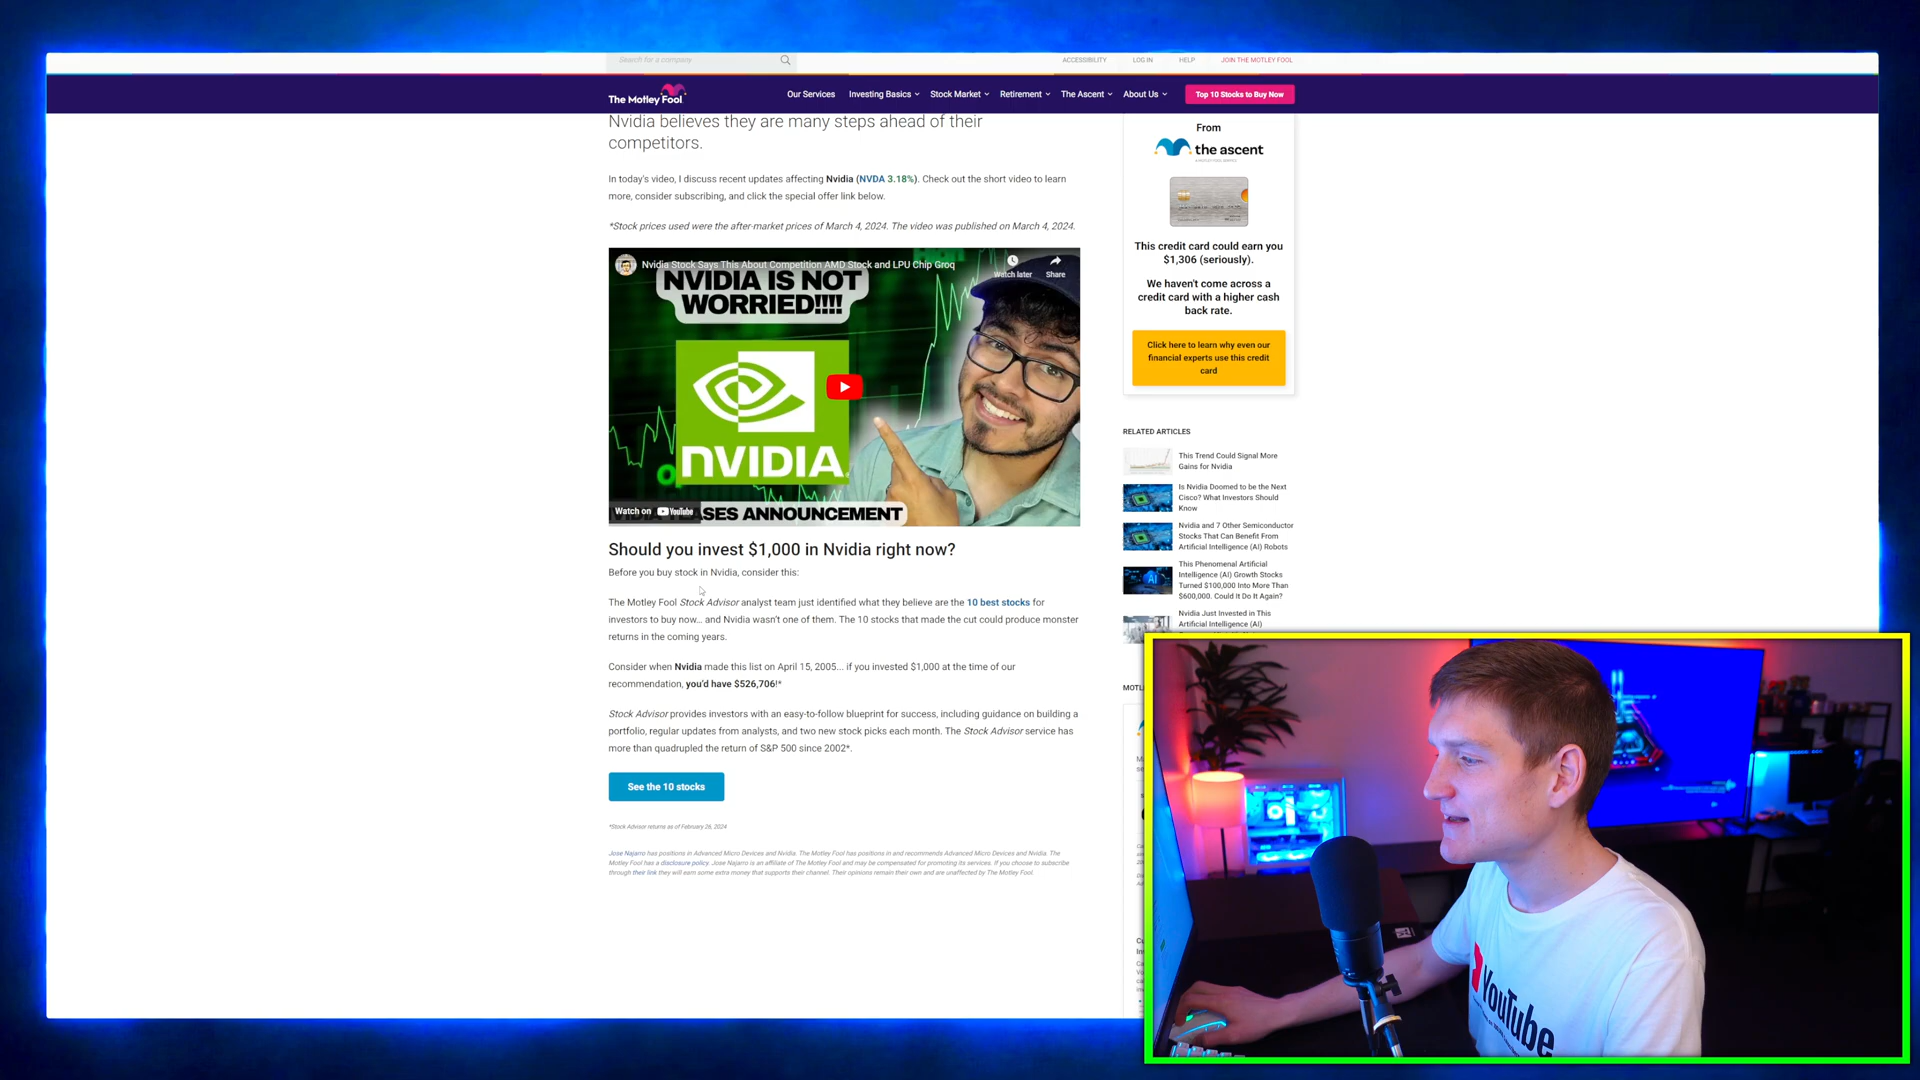 Search for a company
ACCESSIBILITY LOG IN HELP JOIN THE MOTLEY FOOL
The Motley Fool
Our Services Investing Basics Stock Market Retirement The Ascent About Us Top 10 Stocks to Buy Now
Nvidia believes they are many steps ahead of their
competitors.
In today's video, I discuss recent updates affecting Nvidia (NVDA 3.18%). Check out the short video to learn
more, consider subscribing, and click the special offer link below.
*Stock prices used were the after-market prices of March 4, 2024. The video was published on March 4, 2024.
Nvidia Stock Says This About Competition AMD Stock and LPU Chip Groq
Watch later Share
NVIDIA IS NOT
WORRIED!!!!
NVIDIA
Watch on YouTube
ASES ANNOUNCEMENT
Should you invest $1,000 in Nvidia right now?
Before you buy stock in Nvidia, consider this:
The Motley Fool Stock Advisor analyst team just identified what they believe are the 10 best stocks for
investors to buy now… and Nvidia wasn't one of them. The 10 stocks that made the cut could produce monster
returns in the coming years.
Consider when Nvidia made this list on April 15, 2005... if you invested $1,000 at the time of our
recommendation, you'd have $526,706!*
Stock Advisor provides investors with an easy-to-follow blueprint for success, including guidance on building a
portfolio, regular updates from analysts, and two new stock picks each month. The Stock Advisor service has
more than quadrupled the return of S&P 500 since 2002*.
See the 10 stocks
*Stock Advisor returns as of February 26, 2024
Jose Najarro has positions in Advanced Micro Devices and Nvidia. The Motley Fool has positions in and recommends Advanced Micro Devices and Nvidia. The
Motley Fool has a disclosure policy. Jose Najarro is an affiliate of The Motley Fool and may be compensated for promoting its services. If you choose to subscribe
through their link they will earn some extra money that supports their channel. Their opinions remain their own and are unaffected by The Motley Fool.
From
the ascent
A MOTLEY FOOL SERVICE
This credit card could earn you
$1,306 (seriously).
We haven't come across a
credit card with a higher cash
back rate.
Click here to learn why even our
financial experts use this credit
card
RELATED ARTICLES
This Trend Could Signal More
Gains for Nvidia
Is Nvidia Doomed to be the Next
Cisco? What Investors Should
Know
Nvidia and 7 Other Semiconductor
Stocks That Can Benefit From
Artificial Intelligence (AI) Robots
AI
This Phenomenal Artificial
Intelligence (AI) Growth Stocks
Turned $100,000 Into More Than
$600,000. Could It Do It Again?
Nvidia Just Invested in This
Artificial Intelligence (AI)
MOTL
YouTube